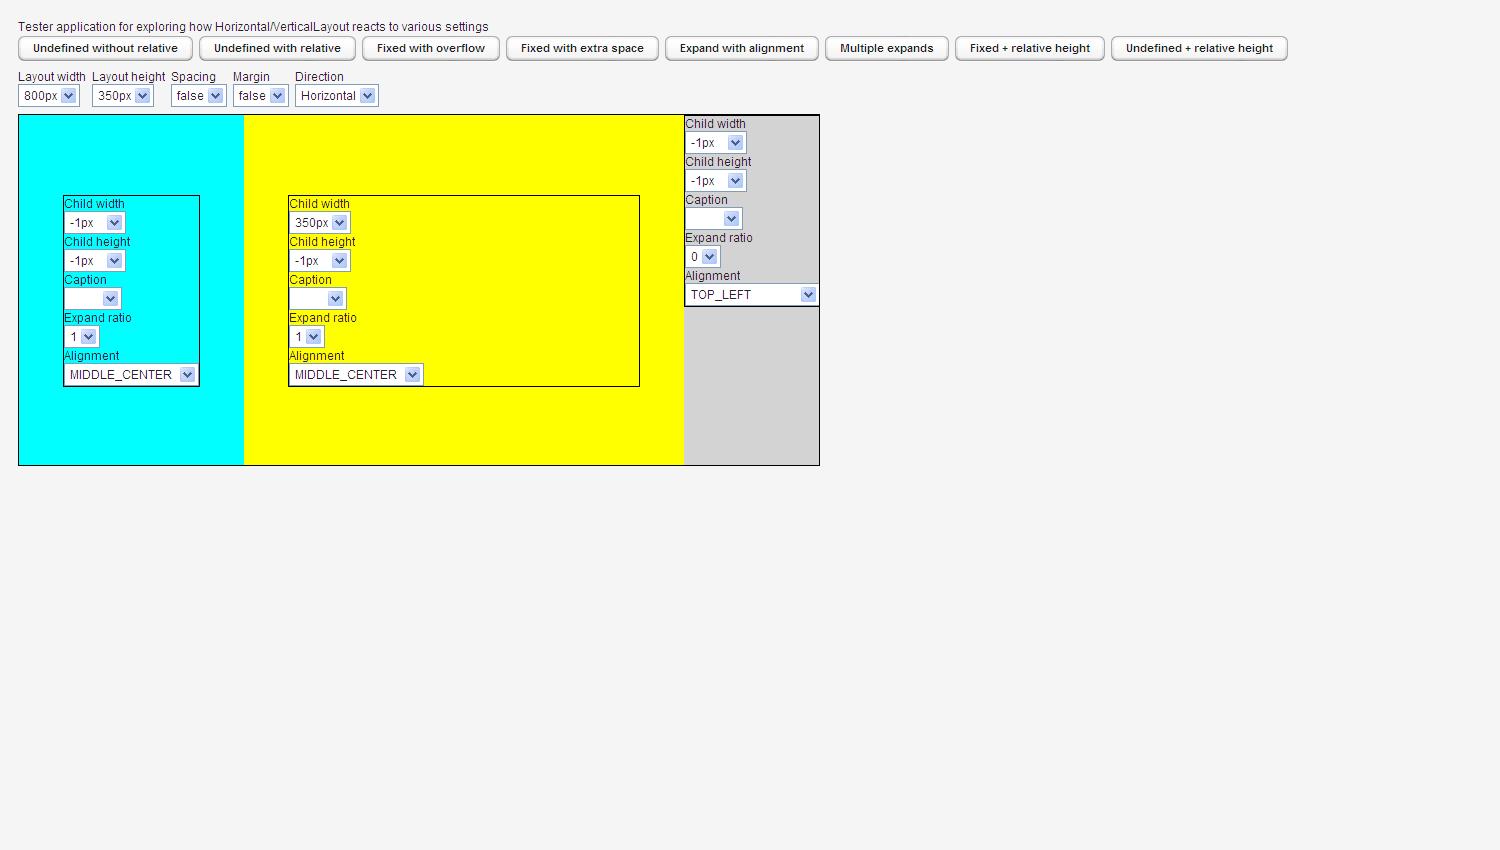 Tester application for exploring how Horizontal/VerticalLayout reacts to various settings
Undefined without relative Undefined with relative Fixed with overflow Fixed with extra space Expand with alignment Multiple expands Fixed + relative height Undefined + relative height
Layout width Layout height Spacing Margin Direction
800px 350px false false Horizontal
Child width
-1px
Child height
-1px
Caption
Expand ratio
1
Alignment
MIDDLE_CENTER
Child width
350px
Child height
-1px
Caption
Expand ratio
1
Alignment
MIDDLE_CENTER
Child width
-1px
Child height
-1px
Caption
Expand ratio
0
Alignment
TOP_LEFT